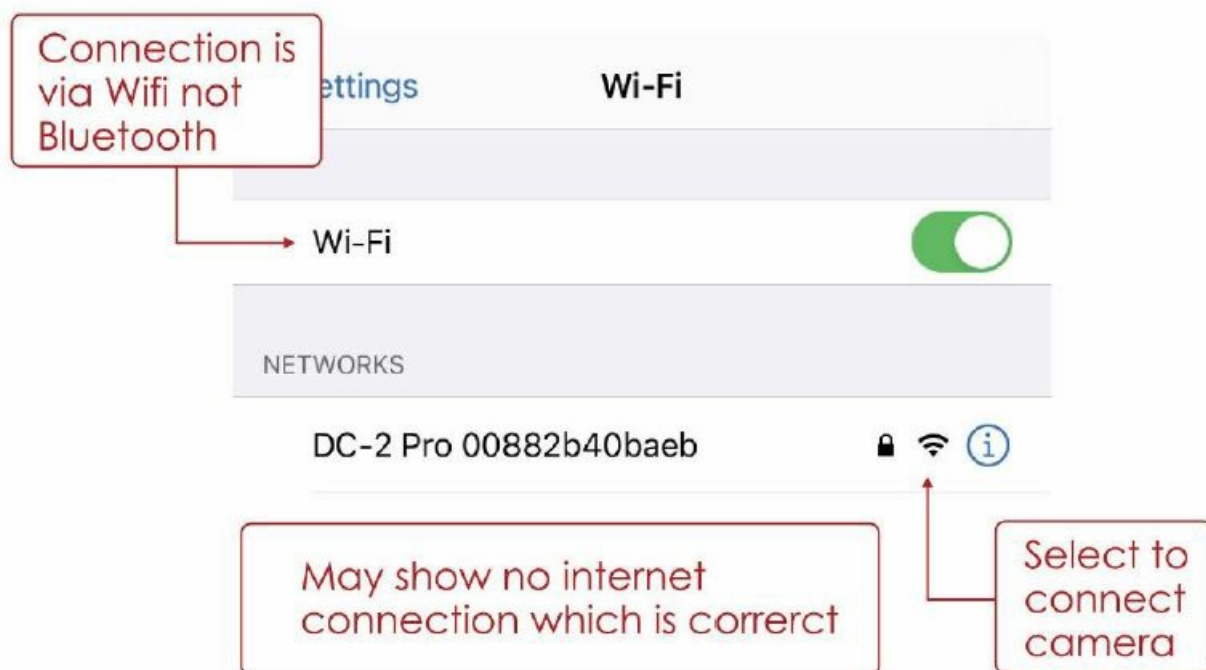 Connection is
via Wifi not
Bluetooth
ettings
Wi-Fi
Wi-Fi
NETWORKS
DC-2 Pro 00882b40baeb
May show no internet
connection which is correrct
Select to
connect
camera